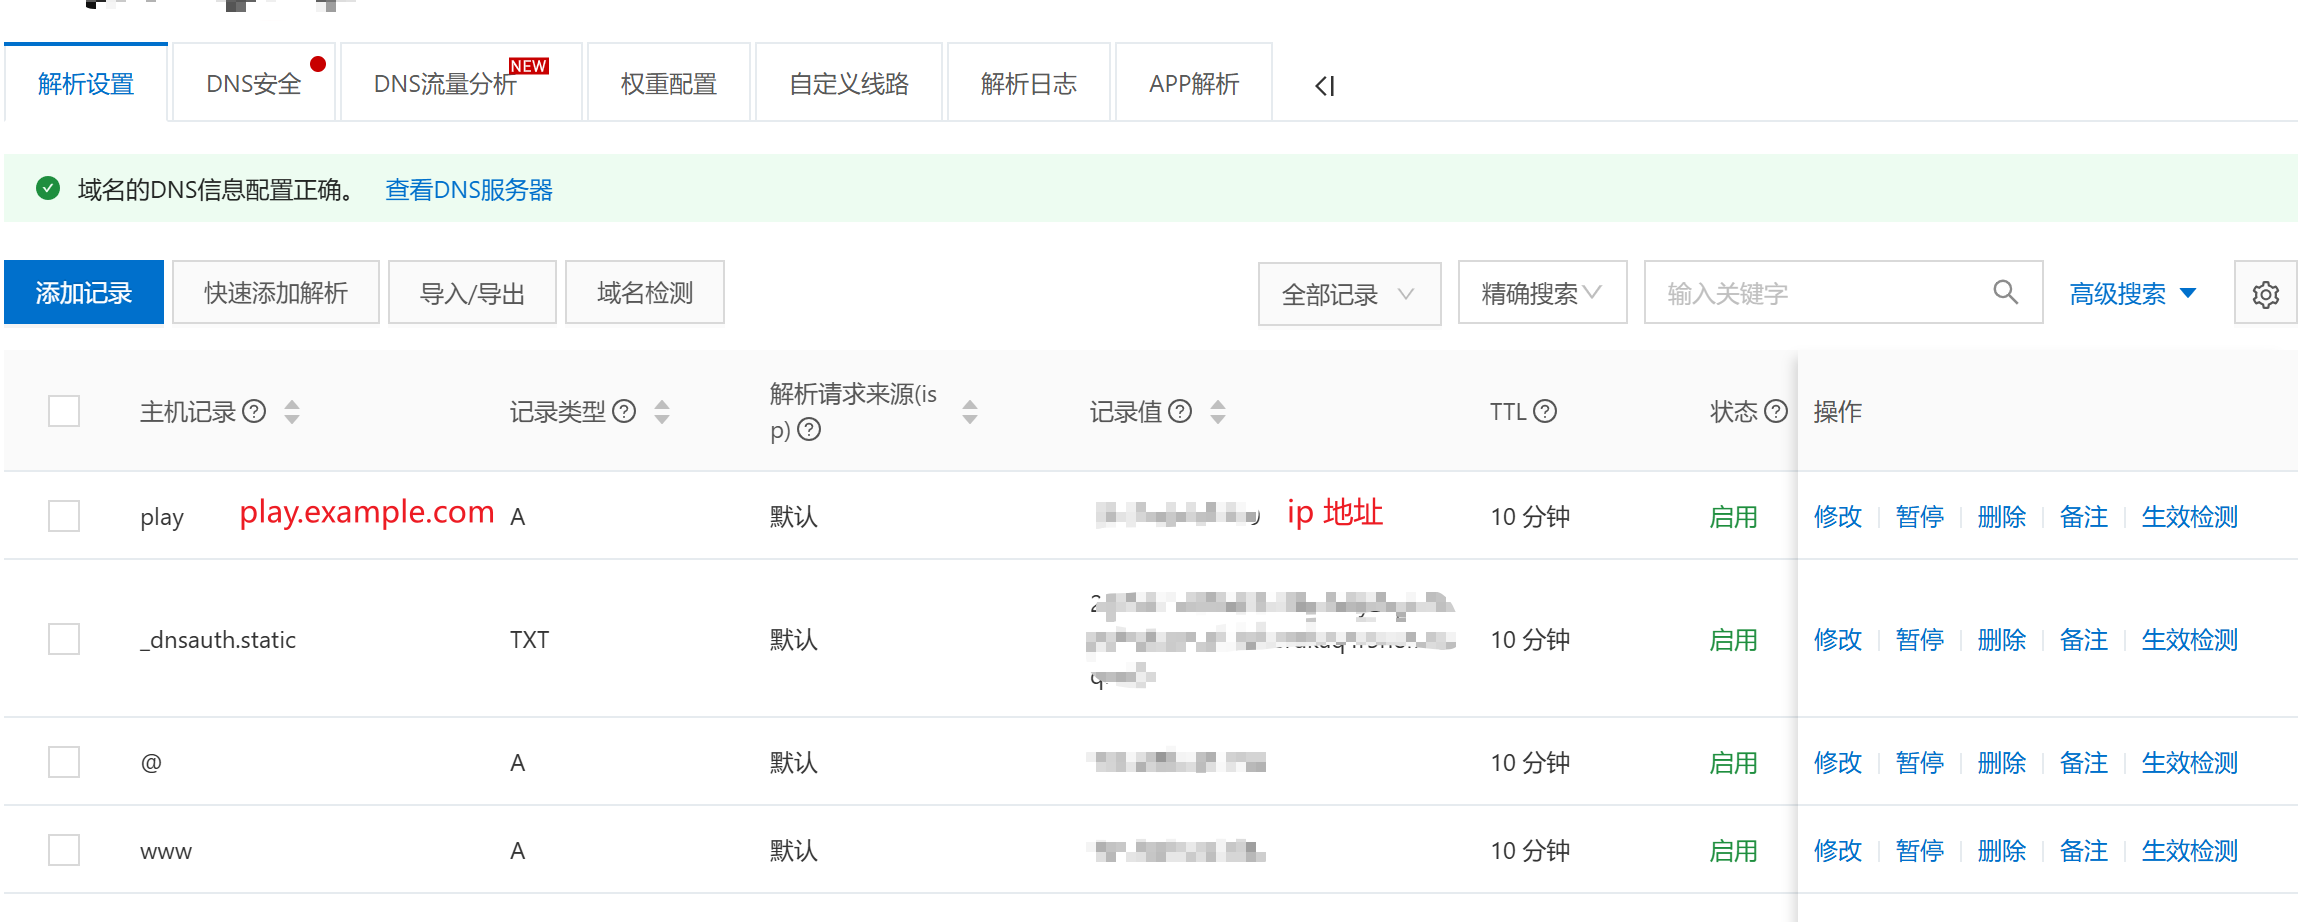 解析设置
DNS安全
DNS流量分析 NEW
权重配置
自定义线路
解析日志
APP解析
域名的DNS信息配置正确。 查看DNS服务器
添加记录 快速添加解析 导入/导出 域名检测 全部记录 精确搜索 输入关键字 高级搜索
主机记录 记录类型 解析请求来源(is
p) 记录值 TTL 状态 操作
play play.example.com A 默认 ip 地址 10 分钟 启用 修改 暂停 删除 备注 生效检测
_dnsauth.static TXT 默认 10 分钟 启用 修改 暂停 删除 备注 生效检测
@ A 默认 10 分钟 启用 修改 暂停 删除 备注 生效检测
www A 默认 10 分钟 启用 修改 暂停 删除 备注 生效检测